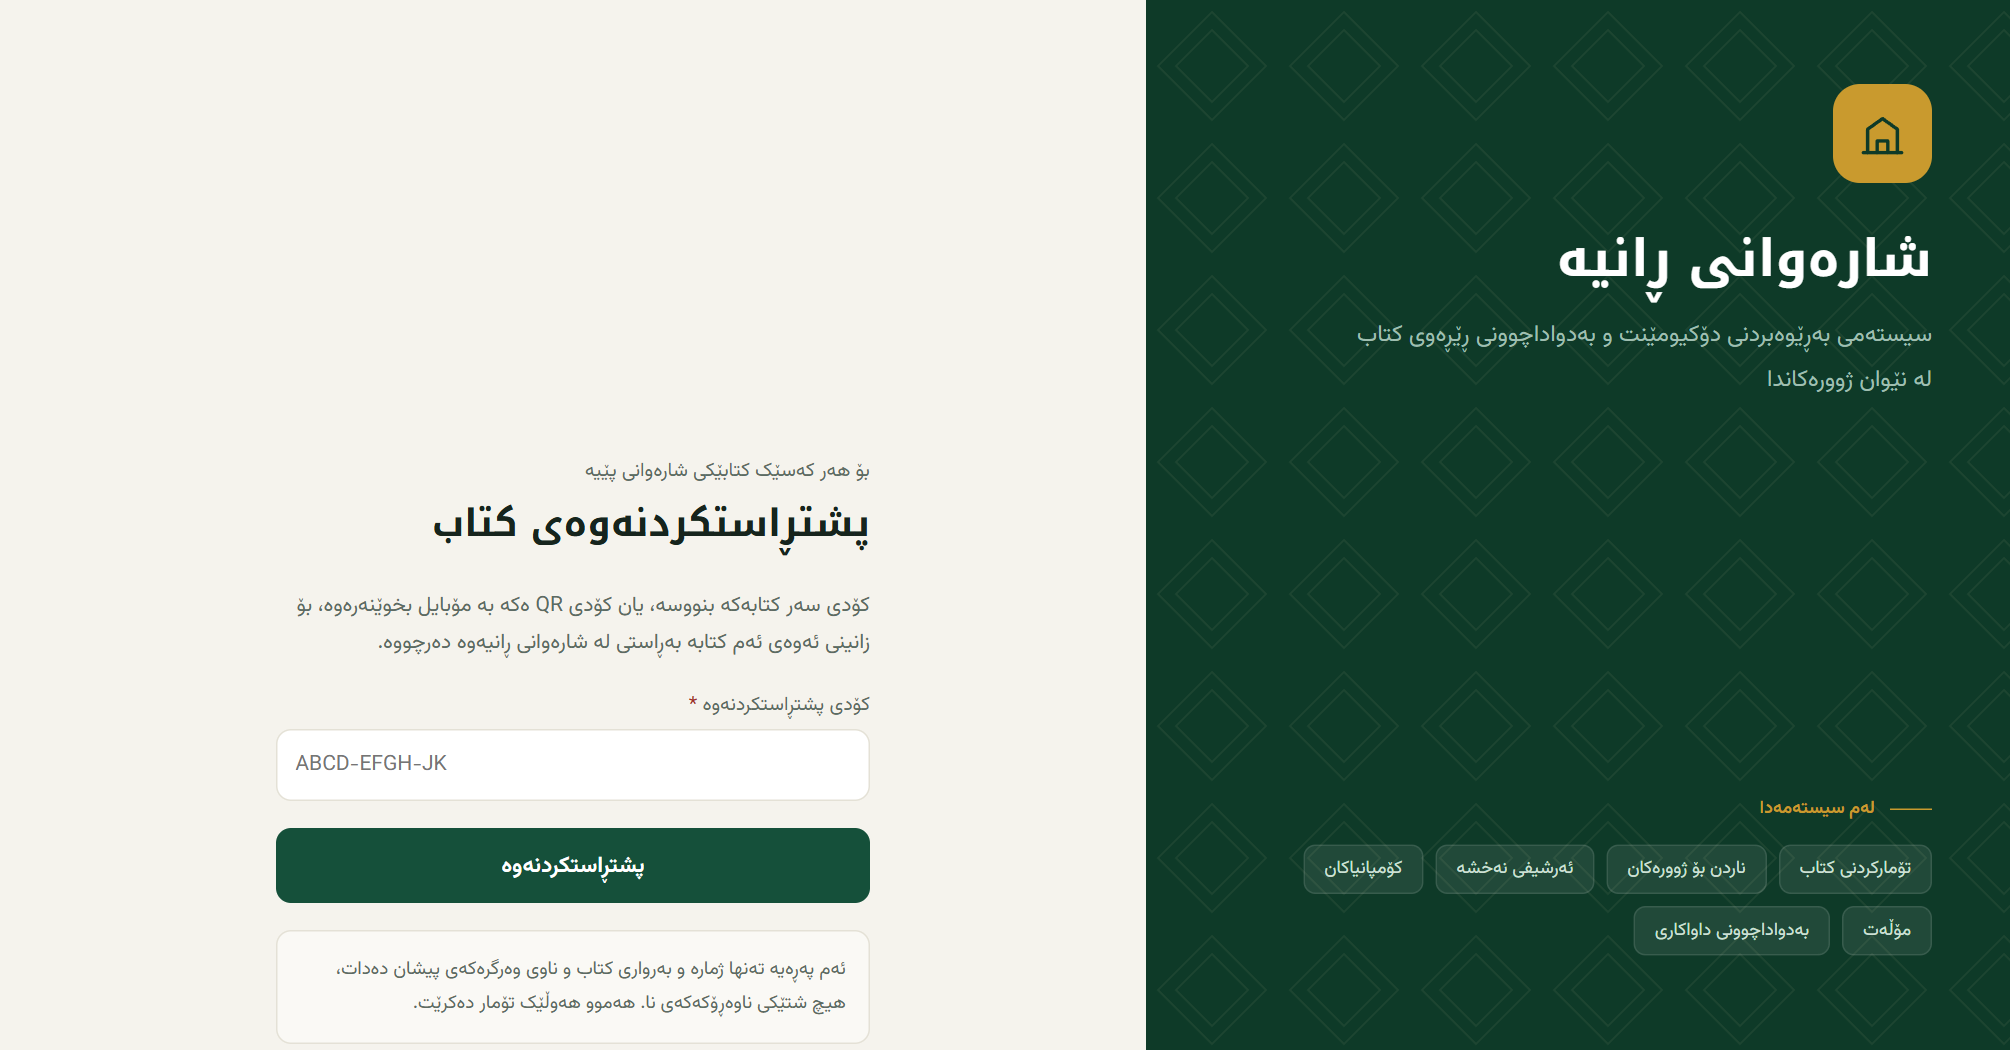 شارەوانی ڕانیە
سیستەمی بەڕێوەبردنی دۆکیومێنت و بەدواداچوونی ڕێڕەوی کتاب
لە نێوان ژوورەکاندا
لەم سیستەمەدا
تۆمارکردنی کتاب
ناردن بۆ ژوورەکان
ئەرشیفی نەخشە
کۆمپانیاکان
مۆڵەت
بەدواداچوونی داواکاری
بۆ هەر کەسێک کتابێکی شارەوانی پێیە
پشتڕاستکردنەوەی کتاب
کۆدی سەر کتابەکە بنووسە، یان کۆدی QR ەکە بە مۆبایل بخوێنەرەوە، بۆ
زانینی ئەوەی ئەم کتابە بەڕاستی لە شارەوانی ڕانیەوە دەرچووە.
کۆدی پشتڕاستکردنەوە *
ABCD-EFGH-JK
پشتڕاستکردنەوە
ئەم پەڕەیە تەنها ژمارە و بەرواری کتاب و ناوی وەرگرەکەی پیشان دەدات،
هیچ شتێکی ناوەڕۆکەکەی نا. هەموو هەوڵێک تۆمار دەکرێت.